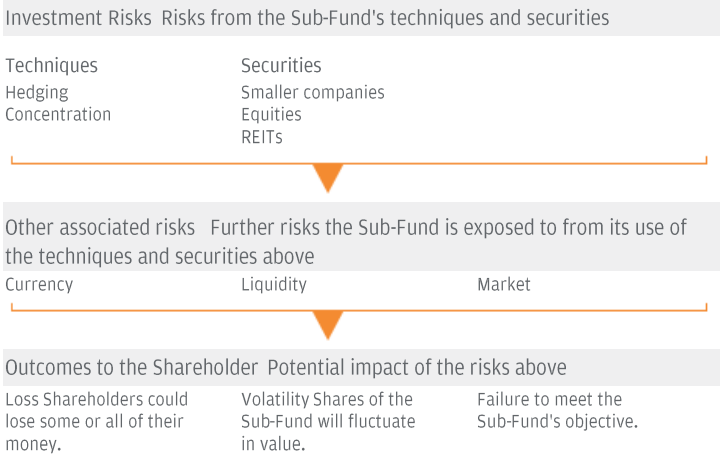 Investment Risks Risks from the Sub-Fund's techniques and securities
Techniques
Hedging
Concentration
Securities
Smaller companies
Equities
REITs
Other associated risks Further risks the Sub-Fund is exposed to from its use of
the techniques and securities above
Currency
Liquidity
Market
Outcomes to the Shareholder Potential impact of the risks above
Loss Shareholders could
lose some or all of their
money.
Volatility Shares of the
Sub-Fund will fluctuate
in value.
Failure to meet the
Sub-Fund's objective.